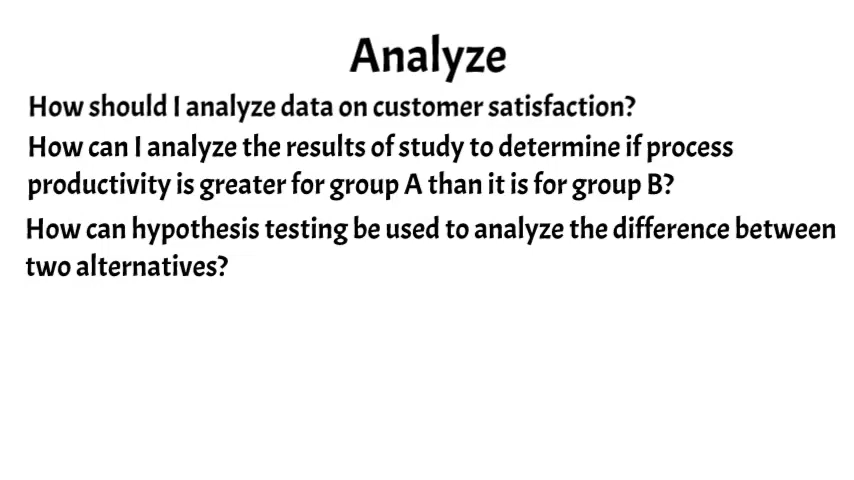 Analyze
How should I analyze data on customer satisfaction?
How can I analyze the results of study to determine if process
productivity is greater for group A than it is for group B?
How can hypothesis testing be used to analyze the difference between
two alternatives?